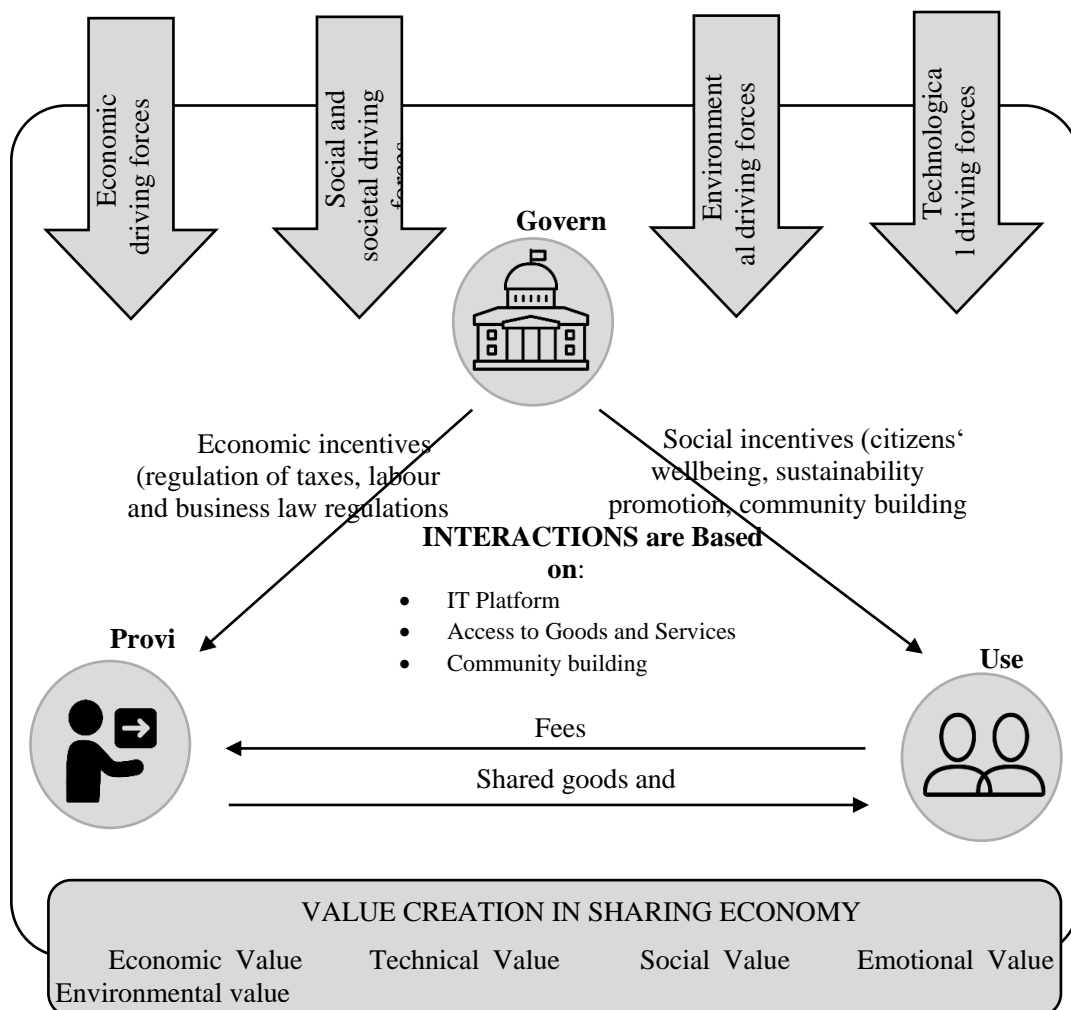 Economic
driving forces
Social and
societal driving
forces
Environment
al driving forces
Technologica
l driving forces
Govern
Economic incentives
(regulation of taxes, labour
and business law regulations
Social incentives (citizens‘
wellbeing, sustainability
promotion, community building
INTERACTIONS are Based
on:
• IT Platform
• Access to Goods and Services
• Community building
Provi
Use
Fees
Shared goods and
VALUE CREATION IN SHARING ECONOMY
Economic Value Technical Value Social Value Emotional Value
Environmental value